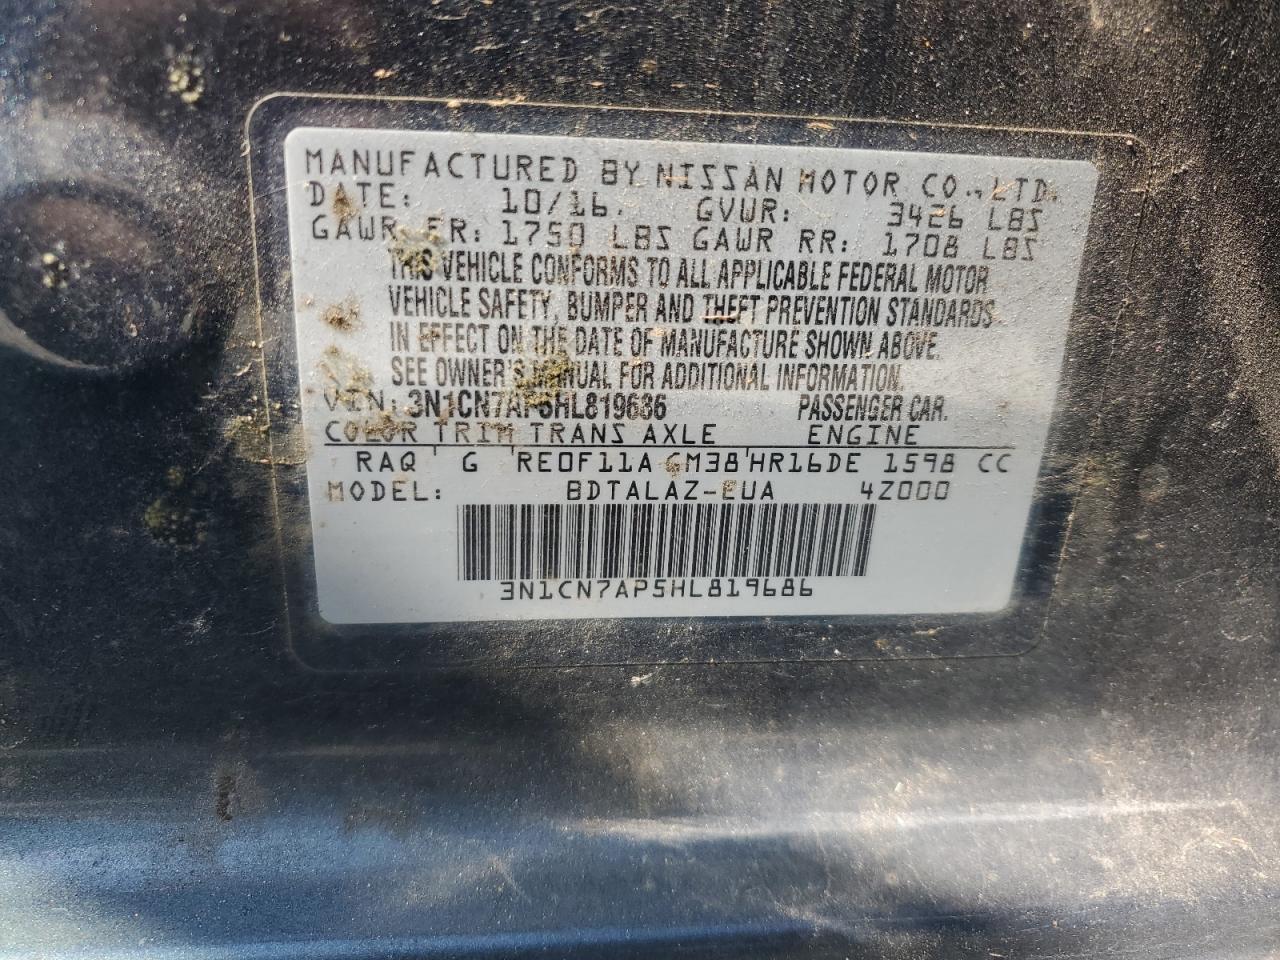 MANUFACTURED BY NISSAN MOTOR CO.,LTD.
DATE: 10/16. GVWR: 3426 LBS
GAWR FR: 1750 LBS GAWR RR: 1708 LBS
THIS VEHICLE CONFORMS TO ALL APPLICABLE FEDERAL MOTOR
VEHICLE SAFETY, BUMPER AND THEFT PREVENTION STANDARDS
IN EFFECT ON THE DATE OF MANUFACTURE SHOWN ABOVE.
SEE OWNER'S MANUAL FOR ADDITIONAL INFORMATION.
VIN: 3N1CN7AP5HL819686 PASSENGER CAR.
COLOR TRIM TRANS AXLE ENGINE
RAQ G RE0F11A GM38 HR16DE 1598 CC
MODEL: BDTALAZ-EUA 4Z000
3N1CN7AP5HL819686